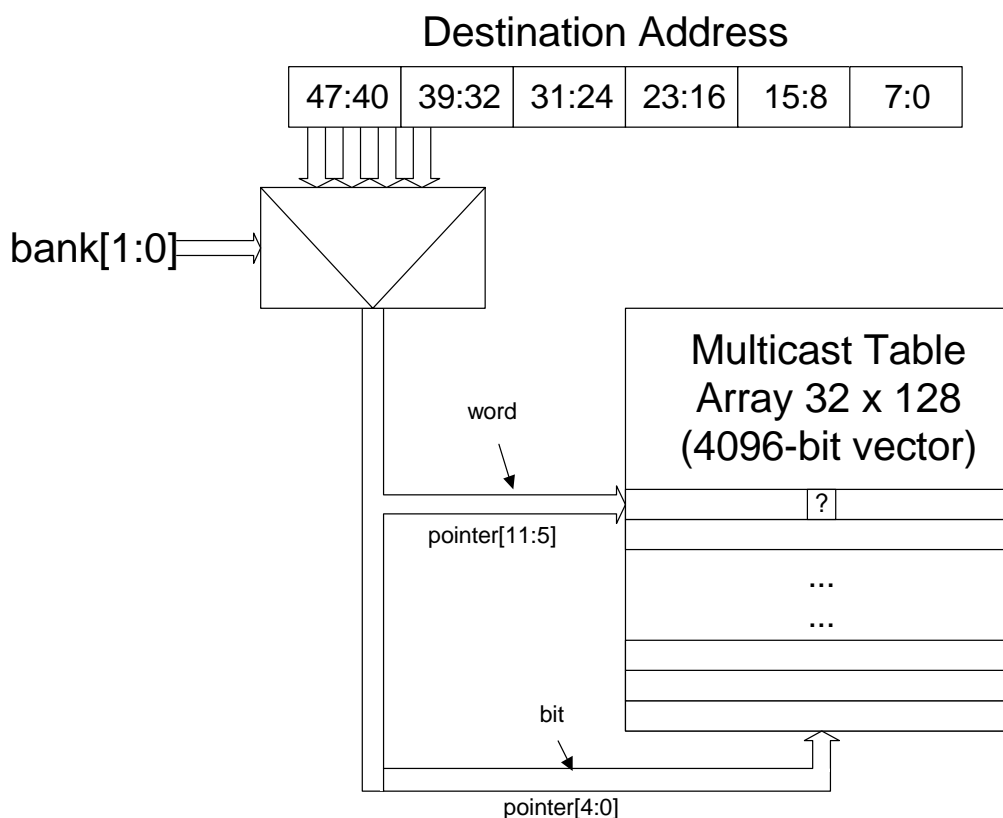 Destination Address
47:40 39:32 31:24 23:16 15:8 7:0
bank[1:0]
Multicast Table
Array 32 x 128
(4096-bit vector)
word
?
pointer[11:5]
...
...
bit
pointer[4:0]